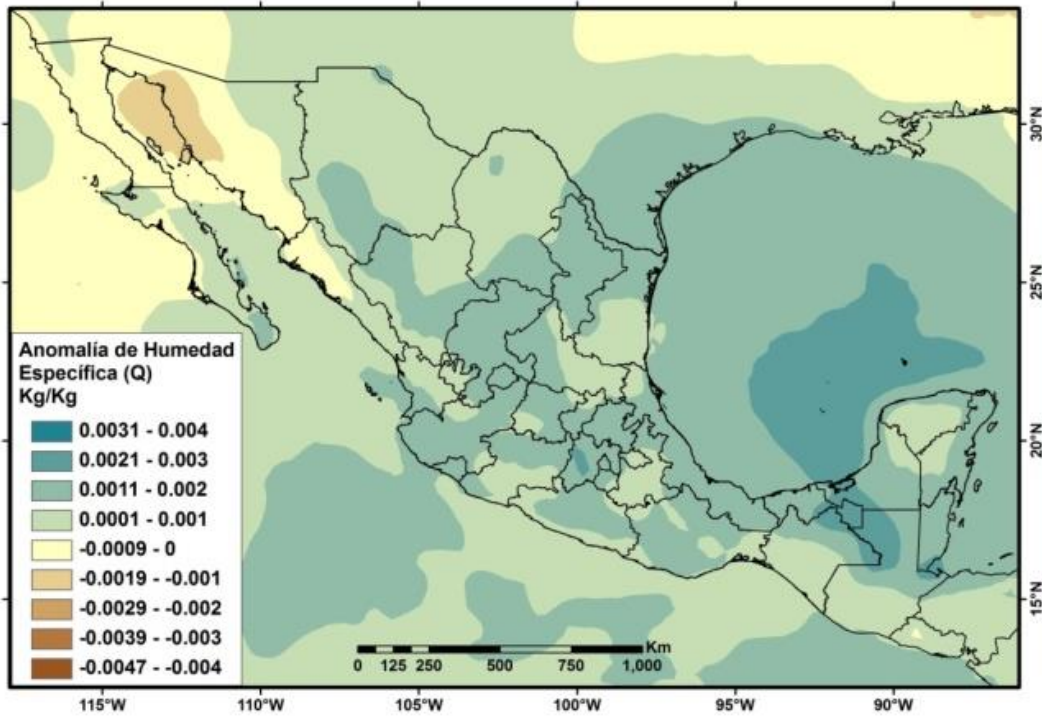 30°N
25°N
20°N
15°N
Anomalía de Humedad
Específica (Q)
Kg/Kg
0.0031 - 0.004
0.0021 - 0.003
0.0011 - 0.002
0.0001 - 0.001
-0.0009 - 0
-0.0019 - -0.001
-0.0029 - -0.002
-0.0039 - -0.003
-0.0047 - -0.004
Km
0 125 250 500 750 1,000
115°W 110°W 105°W 100°W 95°W 90°W